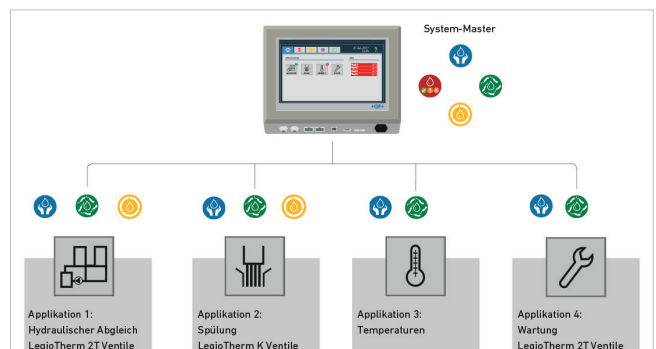 System-Master
+GF+
Applikation 1:
Hydraulischer Abgleich
LegioTherm 2T Ventile
Applikation 2:
Spülung
LegioTherm K Ventile
Applikation 3:
Temperaturen
Applikation 4:
Wartung
LegioTherm 2T Ventile